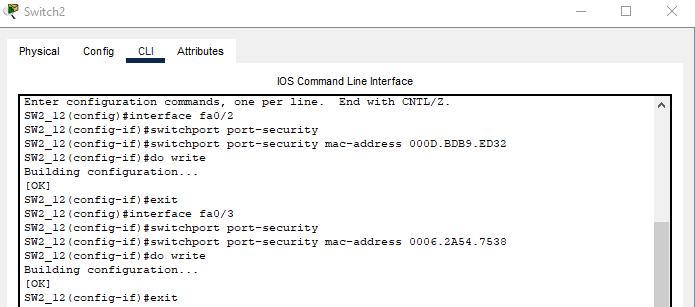 Switch2
Physical Config CLI Attributes
IOS Command Line Interface
Enter configuration commands, one per line.  End with CNTL/Z.
SW2_12(config)#interface fa0/2
SW2_12(config-if)#switchport port-security
SW2_12(config-if)#switchport port-security mac-address 000D.BDB9.ED32
SW2_12(config-if)#do write
Building configuration...
[OK]
SW2_12(config-if)#exit
SW2_12(config)#interface fa0/3
SW2_12(config-if)#switchport port-security
SW2_12(config-if)#switchport port-security mac-address 0006.2A54.7538
SW2_12(config-if)#do write
Building configuration...
[OK]
SW2_12(config-if)#exit